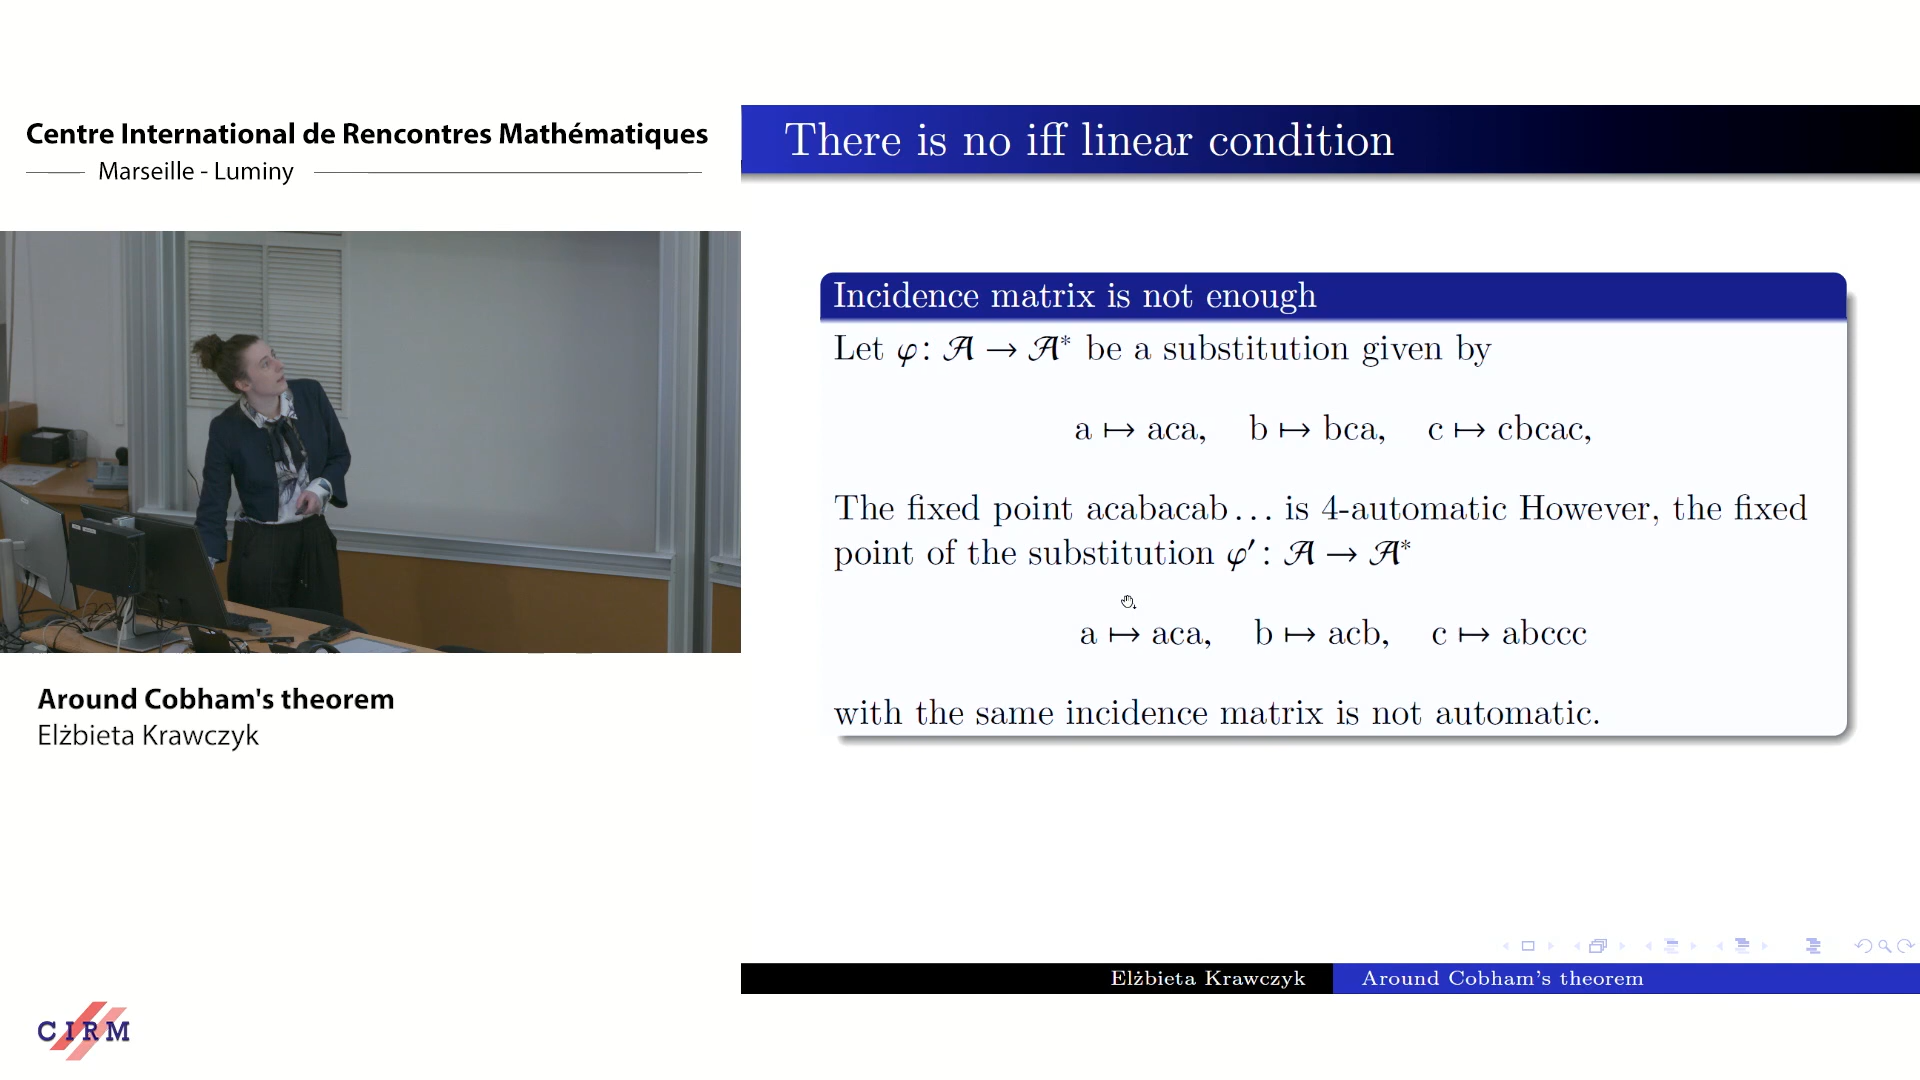 Centre International de Rencontres Mathématiques
Marseille - Luminy
There is no iff linear condition
Incidence matrix is not enough
Let φ: 𝒜 → 𝒜* be a substitution given by
a ↦ aca, b ↦ bca, c ↦ cbcac,
The fixed point acabacab... is 4-automatic However, the fixed
point of the substitution φ′: 𝒜 → 𝒜*
a ↦ aca, b ↦ acb, c ↦ abccc
with the same incidence matrix is not automatic.
Around Cobham's theorem
Elżbieta Krawczyk
Elżbieta Krawczyk Around Cobham's theorem
CIRM